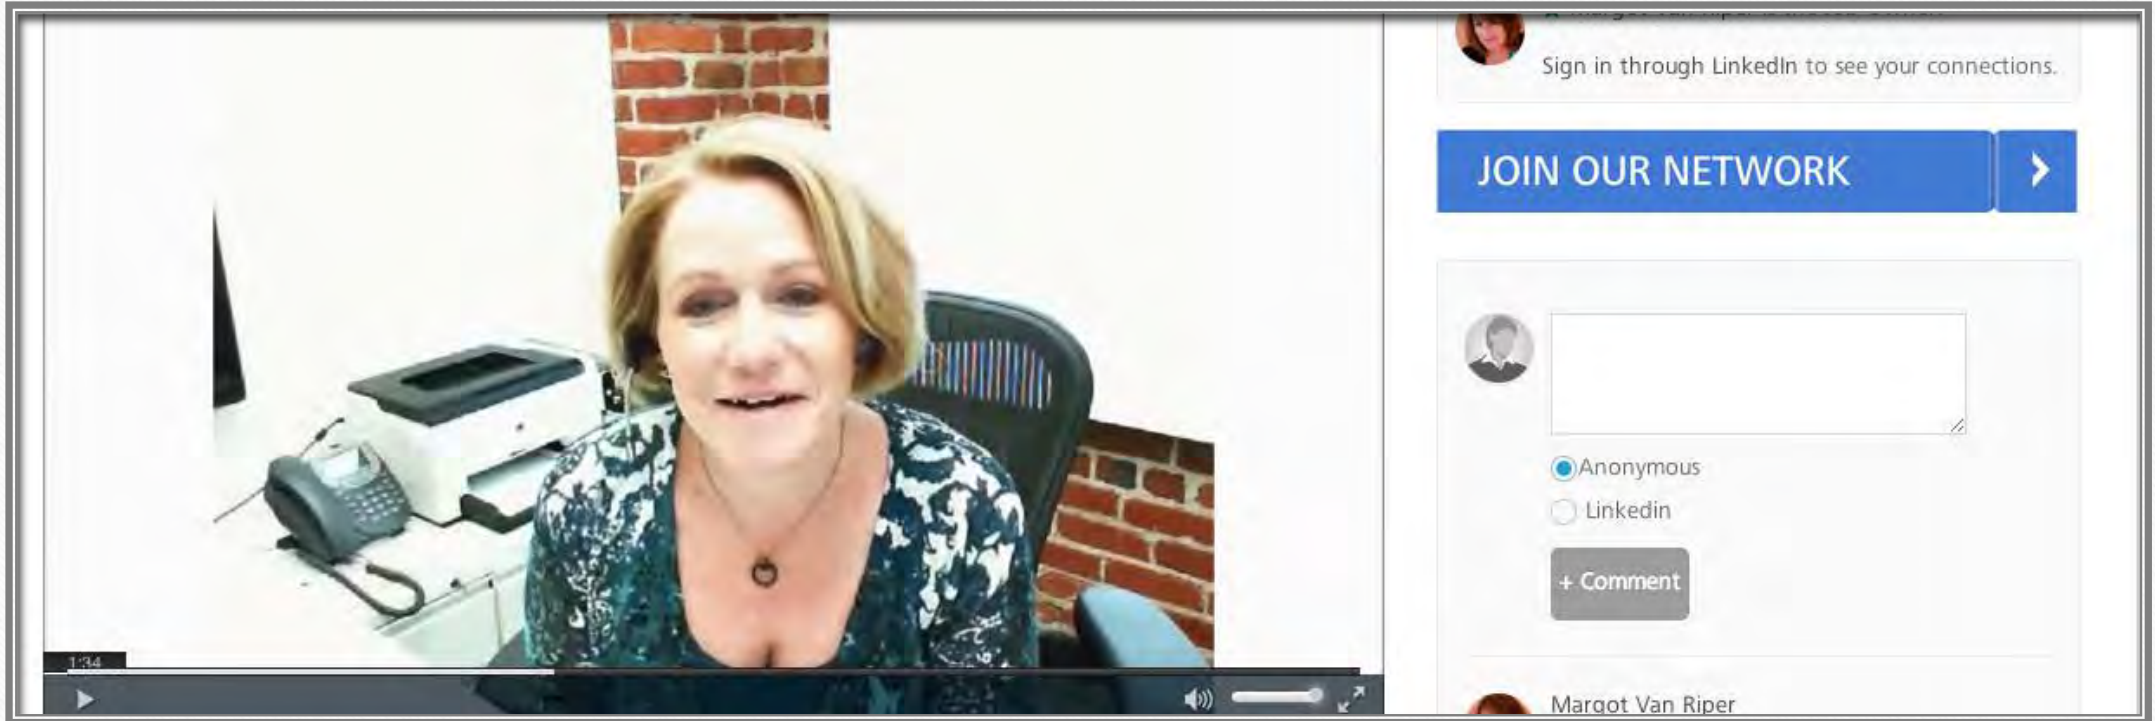 Sign in through LinkedIn to see your connections.
JOIN OUR NETWORK
Anonymous
Linkedin
+ Comment
1:34
Margot Van Riper